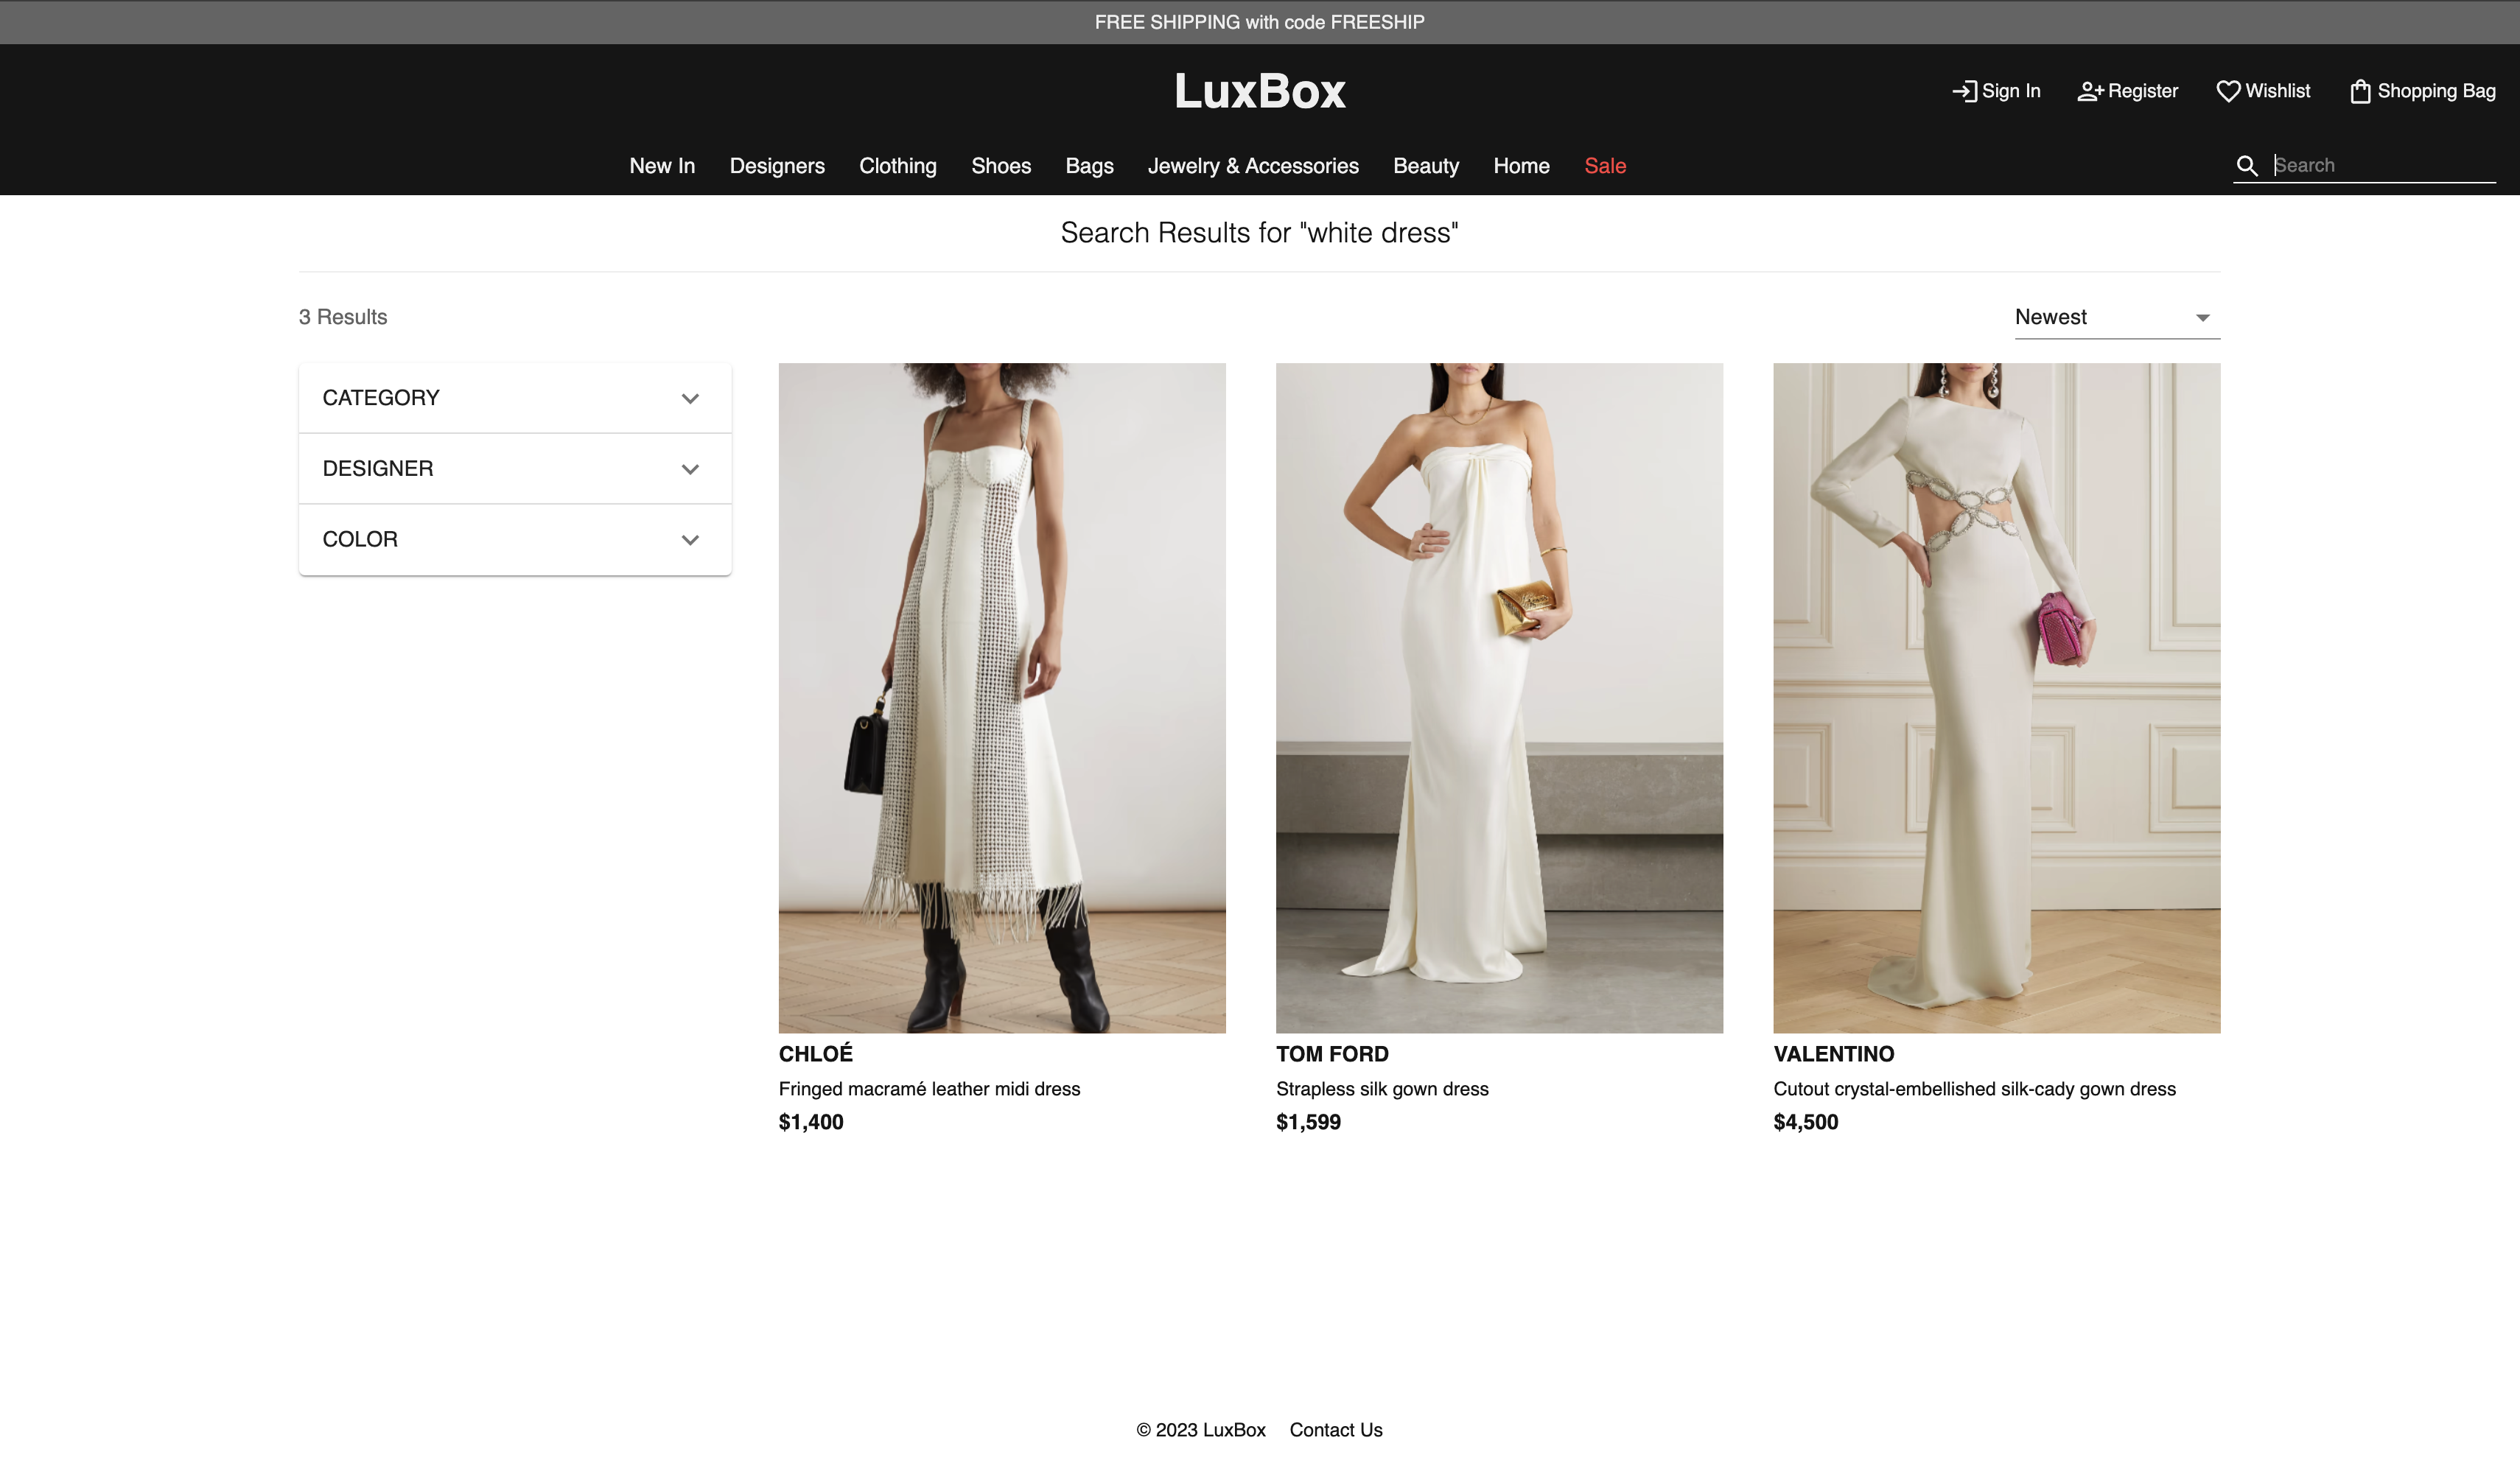 FREE SHIPPING with code FREESHIP
LuxBox
Sign In
Register
Wishlist
Shopping Bag
New In
Designers
Clothing
Shoes
Bags
Jewelry & Accessories
Beauty
Home
Sale
Search
Search Results for "white dress"
3 Results
Newest
CATEGORY
DESIGNER
COLOR
CHLOÉ
Fringed macramé leather midi dress
$1,400
TOM FORD
Strapless silk gown dress
$1,599
VALENTINO
Cutout crystal-embellished silk-cady gown dress
$4,500
© 2023 LuxBox
Contact Us